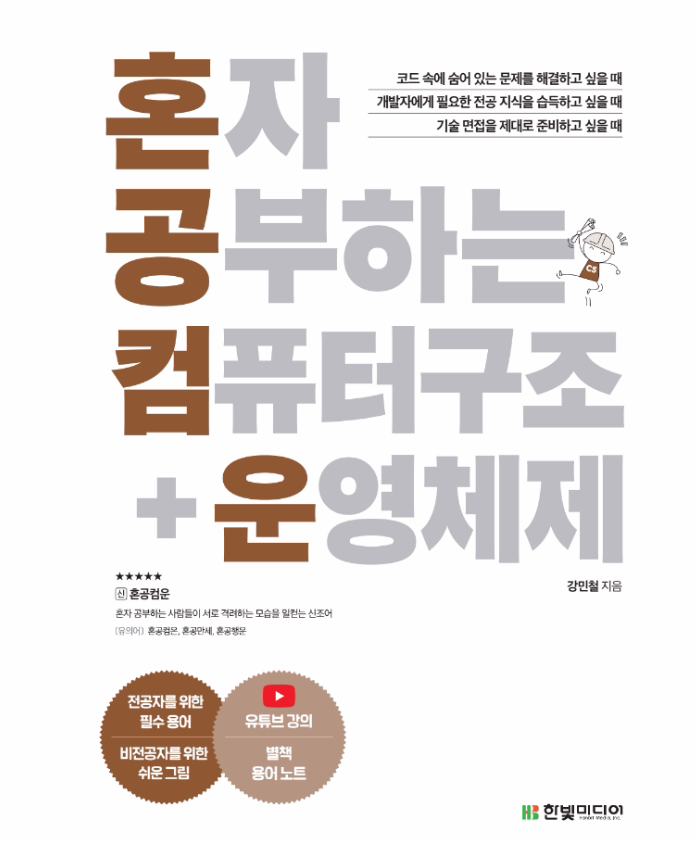 혼자
코드 속에 숨어 있는 문제를 해결하고 싶을 때
개발자에게 필요한 전공 지식을 습득하고 싶을 때
기술 면접을 제대로 준비하고 싶을 때
공부하는
CS
컴퓨터구조
+ 운영체제
★★★★★
신 혼공컴운
혼자 공부하는 사람들이 서로 격려하는 모습을 일컫는 신조어
(유의어) 혼공컴온, 혼공만세, 혼공행운
강민철 지음
전공자를 위한
필수 용어
비전공자를 위한
쉬운 그림
유튜브 강의
별책
용어 노트
HB 한빛미디어
Hanbit Media, Inc.